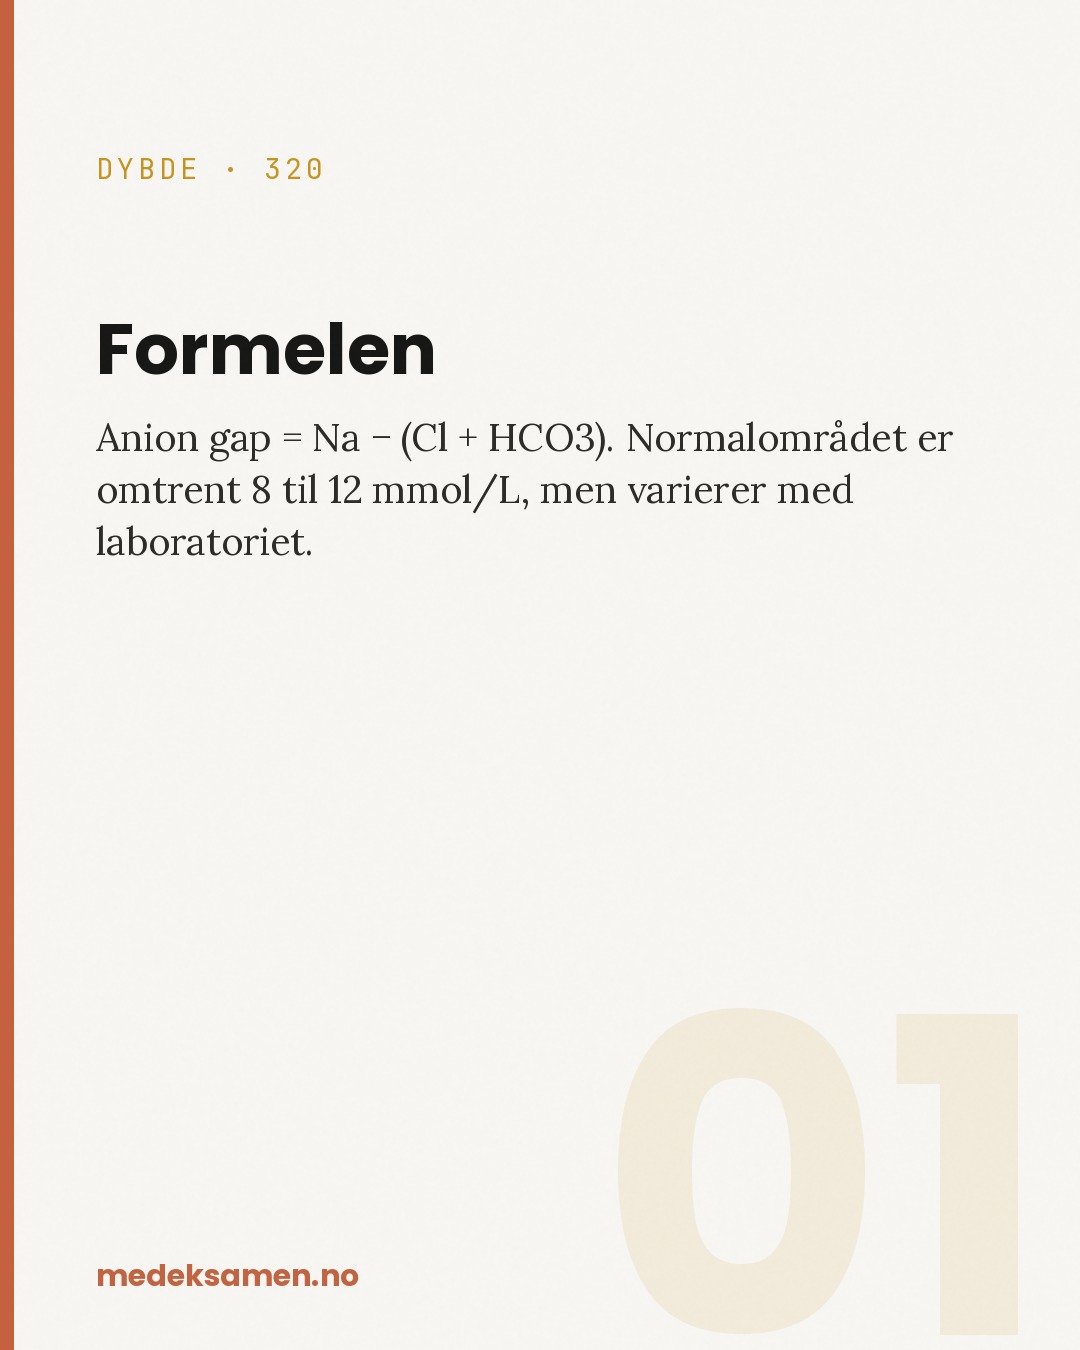 DYBDE · 320
Formelen
Anion gap = Na − (Cl + HCO3). Normalområdet er
omtrent 8 til 12 mmol/L, men varierer med
laboratoriet.
01
medeksamen.no